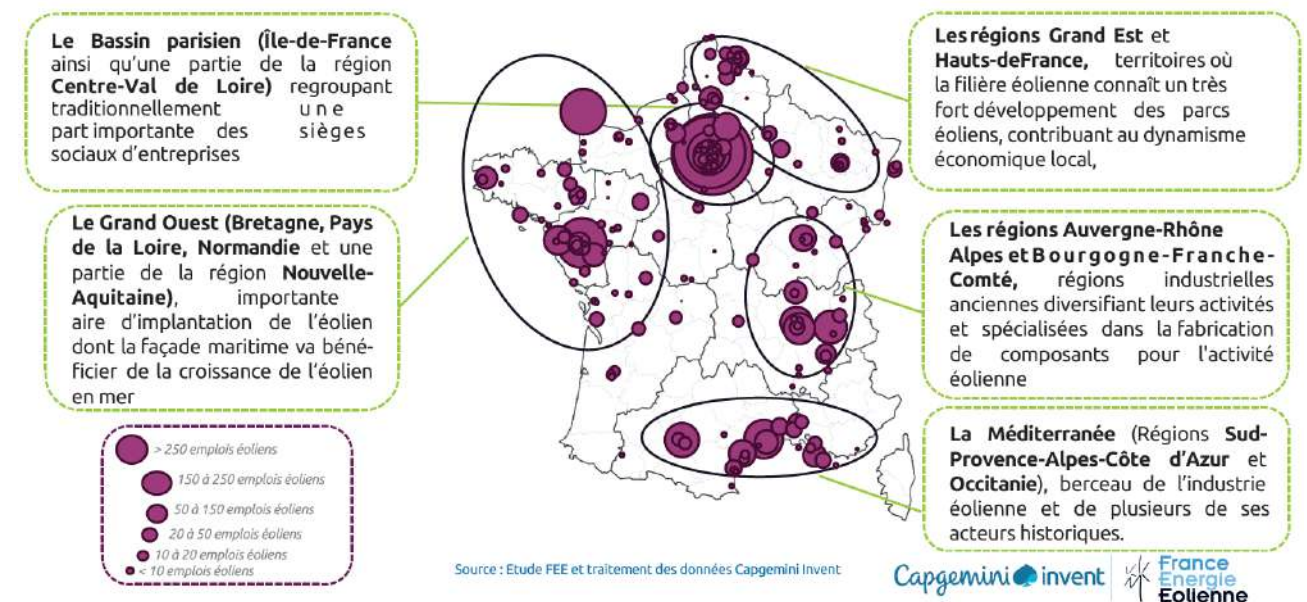 Le Bassin parisien (Île-de-France
ainsi qu'une partie de la région
Centre-Val de Loire) regroupant
traditionnellement une
part importante des sièges
sociaux d'entreprises
Le Grand Ouest (Bretagne, Pays
de la Loire, Normandie et une
partie de la région Nouvelle-
Aquitaine), importante
aire d'implantation de l'éolien
dont la façade maritime va béné-
ficier de la croissance de l'éolien
en mer
> 250 emplois éoliens
150 à 250 emplois éoliens
50 à 150 emplois éoliens
20 à 50 emplois éoliens
10 à 20 emplois éoliens
< 10 emplois éoliens
Les régions Grand Est et
Hauts-deFrance, territoires où
la filière éolienne connaît un très
fort développement des parcs
éoliens, contribuant au dynamisme
économique local,
Les régions Auvergne-Rhône
Alpes et Bourgogne-Franche-
Comté, régions industrielles
anciennes diversifiant leurs activités
et spécialisées dans la fabrication
de composants pour l'activité
éolienne
La Méditerranée (Régions Sud-
Provence-Alpes-Côte d'Azur et
Occitanie), berceau de l'industrie
éolienne et de plusieurs de ses
acteurs historiques.
Source : Etude FEE et traitement des données Capgemini Invent
Capgemini invent
France
Energie
Eolienne